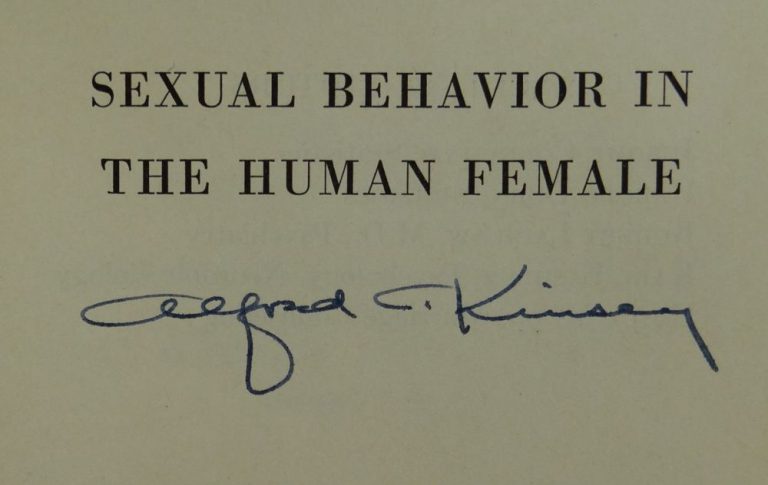 SEXUAL BEHAVIOR IN
THE HUMAN FEMALE
Alfred C. Kinsey